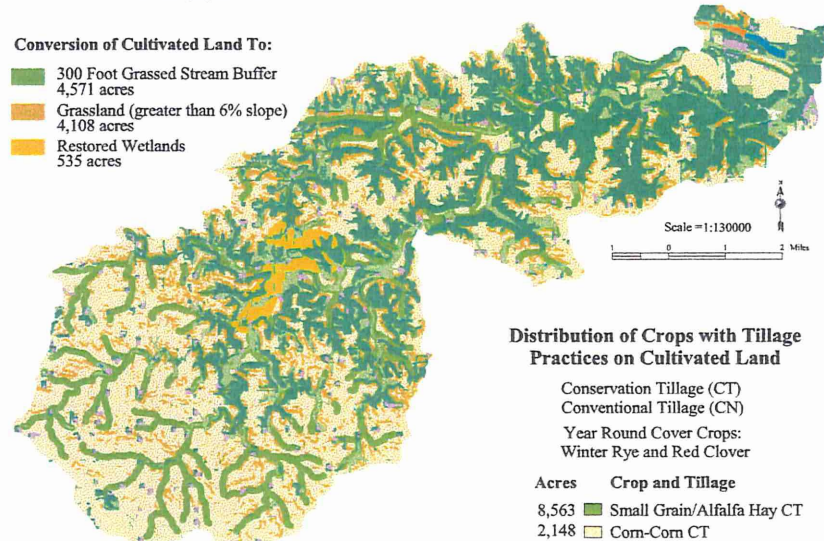 Conversion of Cultivated Land To:
300 Foot Grassed Stream Buffer
4,571 acres
Grassland (greater than 6% slope)
4,108 acres
Restored Wetlands
535 acres
Scale =1:130000
1 0 1 2 Miles
Distribution of Crops with Tillage
Practices on Cultivated Land
Conservation Tillage (CT)
Conventional Tillage (CN)
Year Round Cover Crops:
Winter Rye and Red Clover
Acres Crop and Tillage
8,563 Small Grain/Alfalfa Hay CT
2,148 Corn-Corn CT